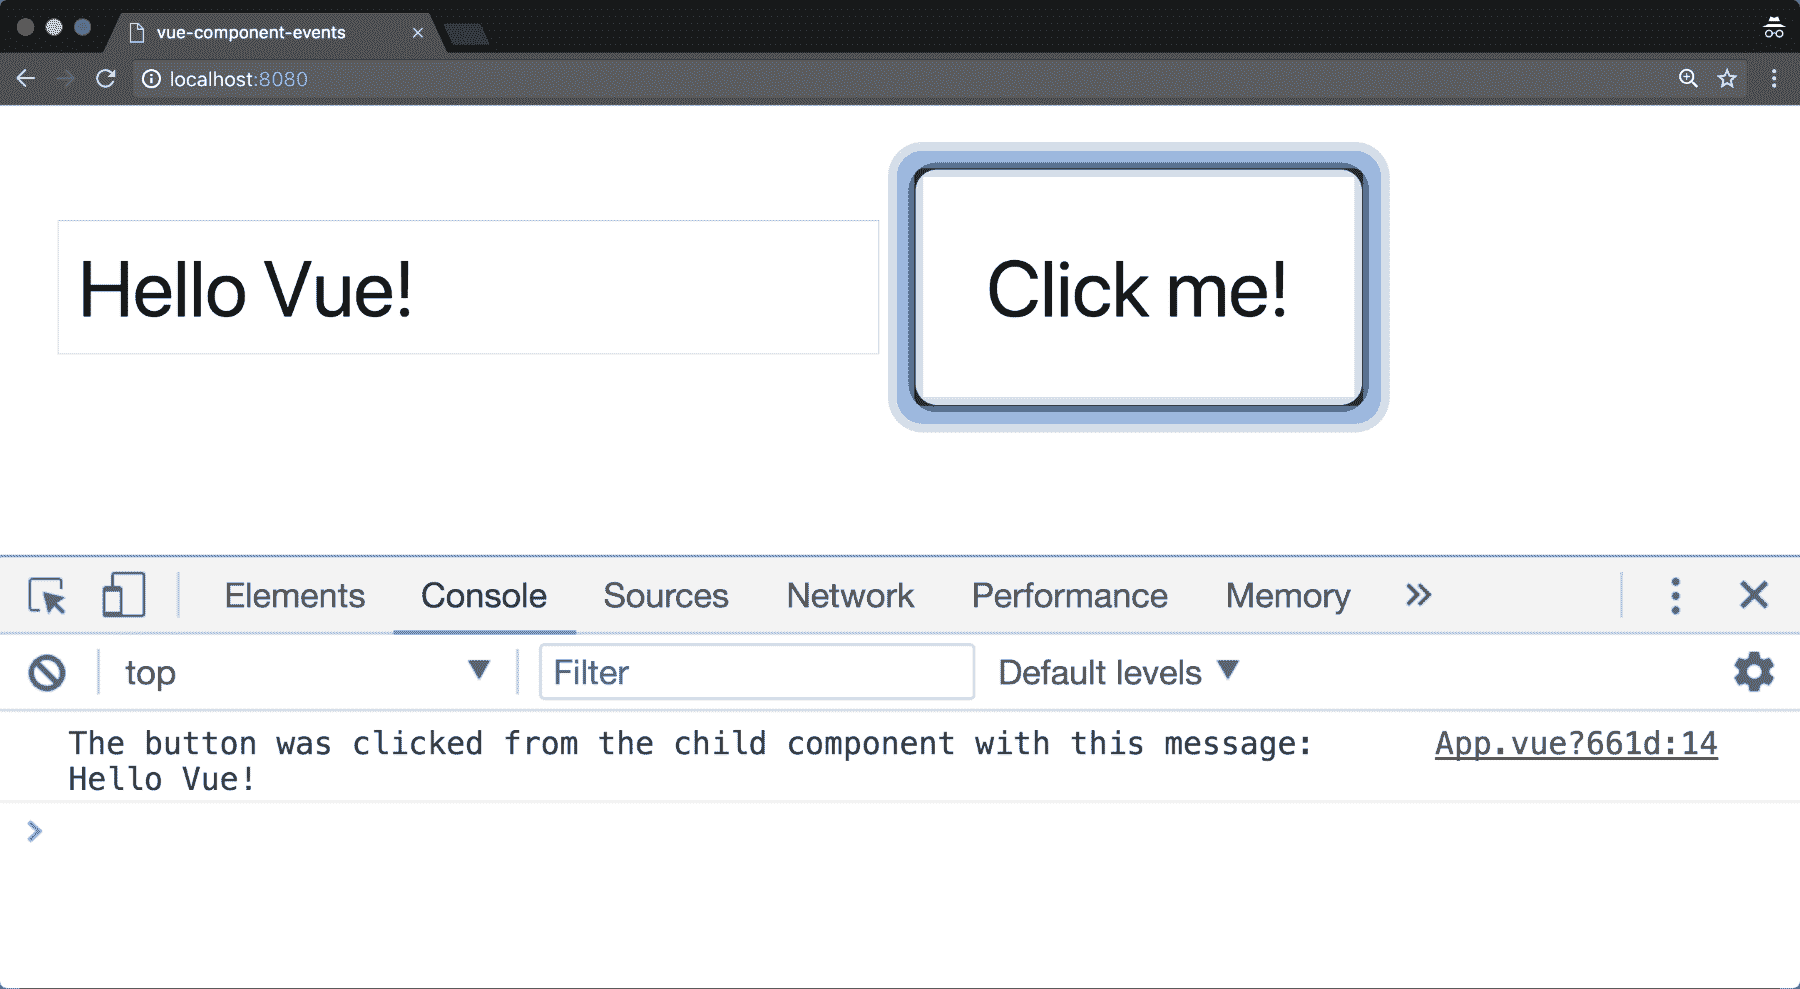 vue-component-events
localhost:8080
Hello Vue!
Click me!
Elements Console Sources Network Performance Memory
top Filter Default levels
The button was clicked from the child component with this message: App.vue?661d:14
Hello Vue!